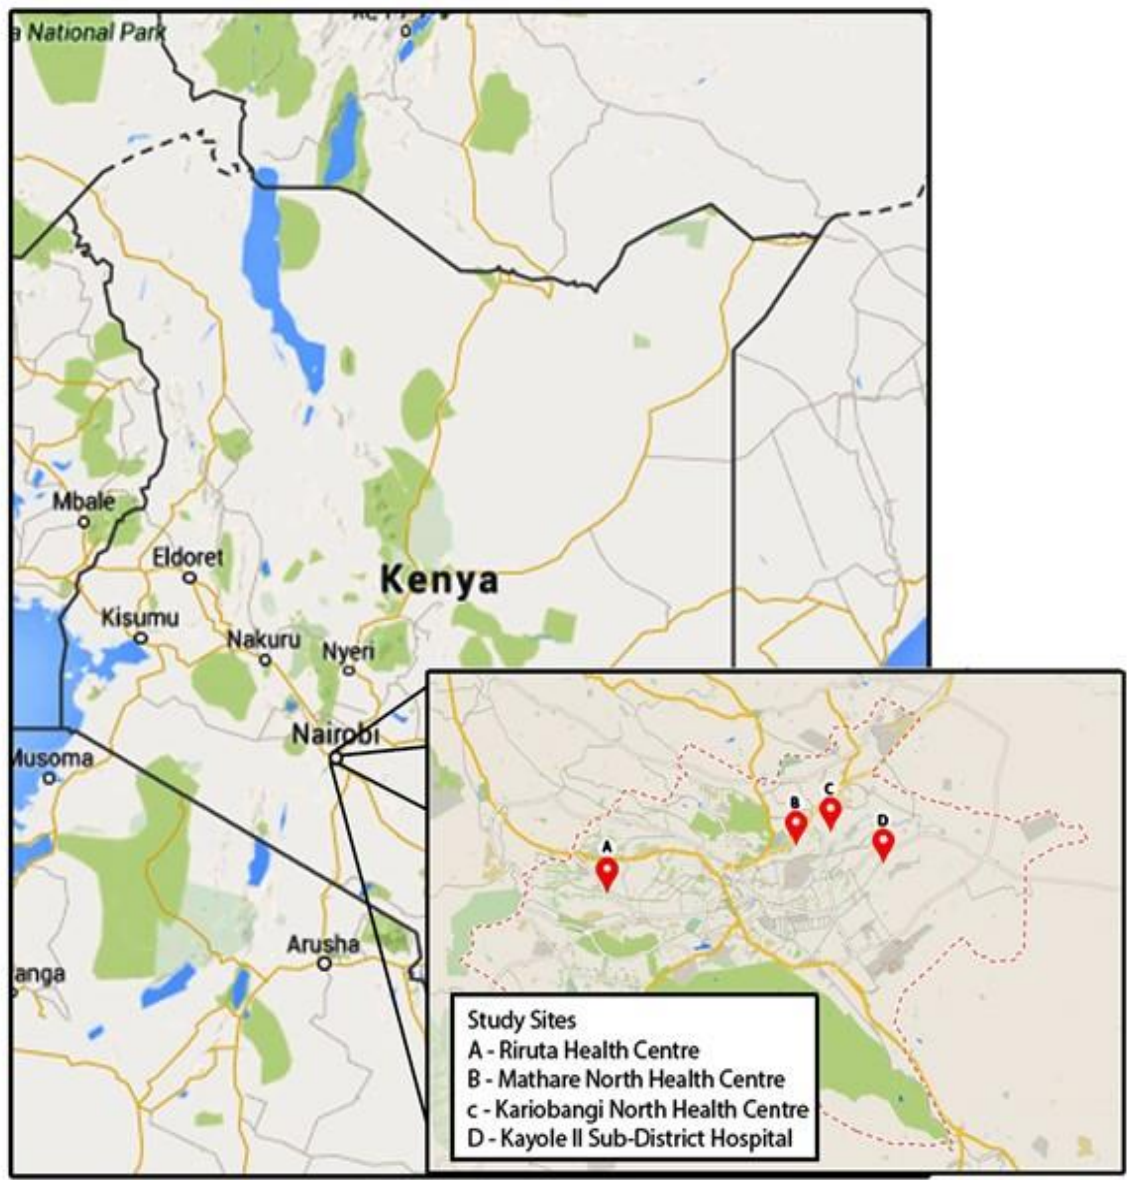 a National Park
Mbale
Eldoret
Kenya
Kisumu
Nakuru
Nyeri
Nairobi
Musoma
Arusha
anga
A
B
C
D
Study Sites
A - Riruta Health Centre
B - Mathare North Health Centre
c - Kariobangi North Health Centre
D - Kayole II Sub-District Hospital